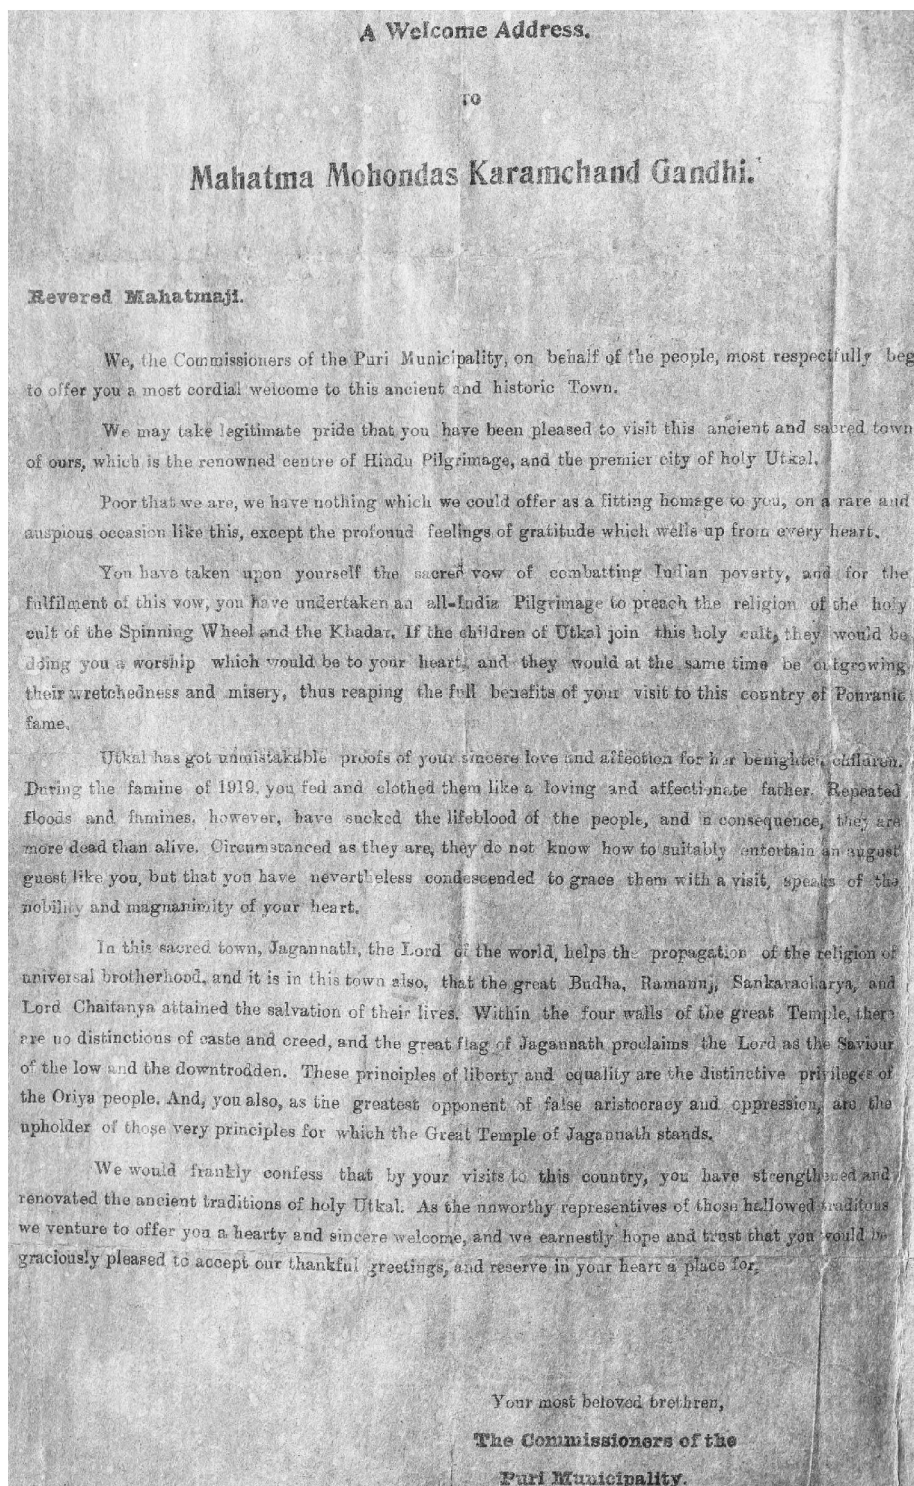 A Welcome Address.
TO
Mahatma Mohondas Karamchand Gandhi.
Revered Mahatmaji.
We, the Commissioners of the Puri Municipality, on behalf of the people, most respectfully beg
to offer you a most cordial welcome to this ancient and historic Town.
We may take legitimate pride that you have been pleased to visit this ancient and sacred town
of ours, which is the renowned centre of Hindu Pilgrimage, and the premier city of holy Utkal.
Poor that we are, we have nothing which we could offer as a fitting homage to you, on a rare and
auspious occasion like this, except the profound feelings of gratitude which wells up from every heart.
You have taken upon yourself the sacred vow of combatting Indian poverty, and for the
fulfilment of this vow, you have undertaken an all-India Pilgrimage to preach the religion of the holy
cult of the Spinning Wheel and the Khadar. If the children of Utkal join this holy cult, they would be
doing you a worship which would be to your heart, and they would at the same time be outgrowing
their wretchedness and misery, thus reaping the full benefits of your visit to this country of Pouranic
fame.
Utkal has got unmistakable proofs of your sincere love and affection for her benighted children.
During the famine of 1919, you fed and clothed them like a loving and affectionate father. Repeated
floods and famines, however, have sucked the lifeblood of the people, and in consequence, they are
more dead than alive. Circumstanced as they are, they do not know how to suitably entertain an august
guest like you, but that you have nevertheless condescended to grace them with a visit, speaks of the
nobility and magnanimity of your heart.
In this sacred town, Jagannath, the Lord of the world, helps the propagation of the religion of
universal brotherhood, and it is in this town also, that the great Budha, Ramanuj, Sankaracharya, and
Lord Chaitanya attained the salvation of their lives. Within the four walls of the great Temple, there
are no distinctions of caste and creed, and the great flag of Jagannath proclaims the Lord as the Saviour
of the low and the downtrodden. These principles of liberty and equality are the distinctive privileges of
the Oriya people. And, you also, as the greatest opponent of false aristocracy and oppression, are the
upholder of those very principles for which the Great Temple of Jagannath stands.
We would frankly confess that by your visits to this country, you have strengthened and
renovated the ancient traditions of holy Utkal. As the unworthy representives of those hallowed traditons
we venture to offer you a hearty and sincere welcome, and we earnestly hope and trust that you would be
graciously pleased to accept our thankful greetings, and reserve in your heart a place for.
Your most beloved brethren,
The Commissioners of the
Puri Municipality.